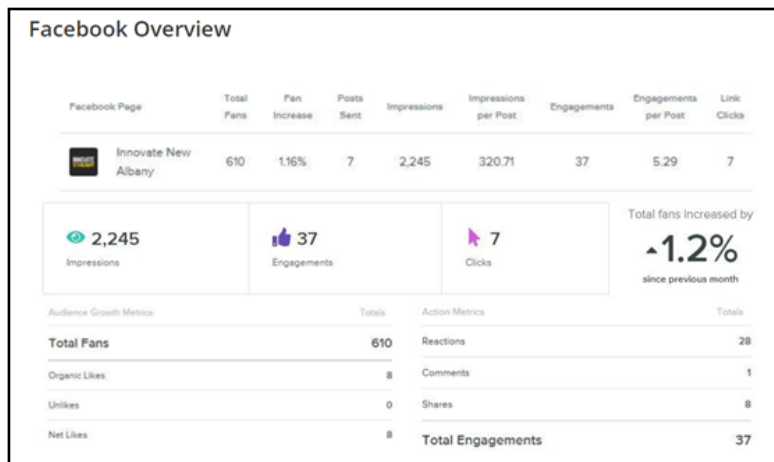 Facebook Overview
Facebook Page Total Fans Fan Increase Posts Sent Impressions Impressions per Post Engagements Engagements per Post Link Clicks
Innovate New Albany 610 1.16% 7 2,245 320.71 37 5.29 7
2,245
Impressions
37
Engagements
7
Clicks
Total fans increased by
1.2%
since previous month
Audience Growth Metrics Totals
Total Fans 610
Organic Likes 8
Unlikes 0
Net Likes 8
Action Metrics Totals
Reactions 28
Comments 1
Shares 8
Total Engagements 37